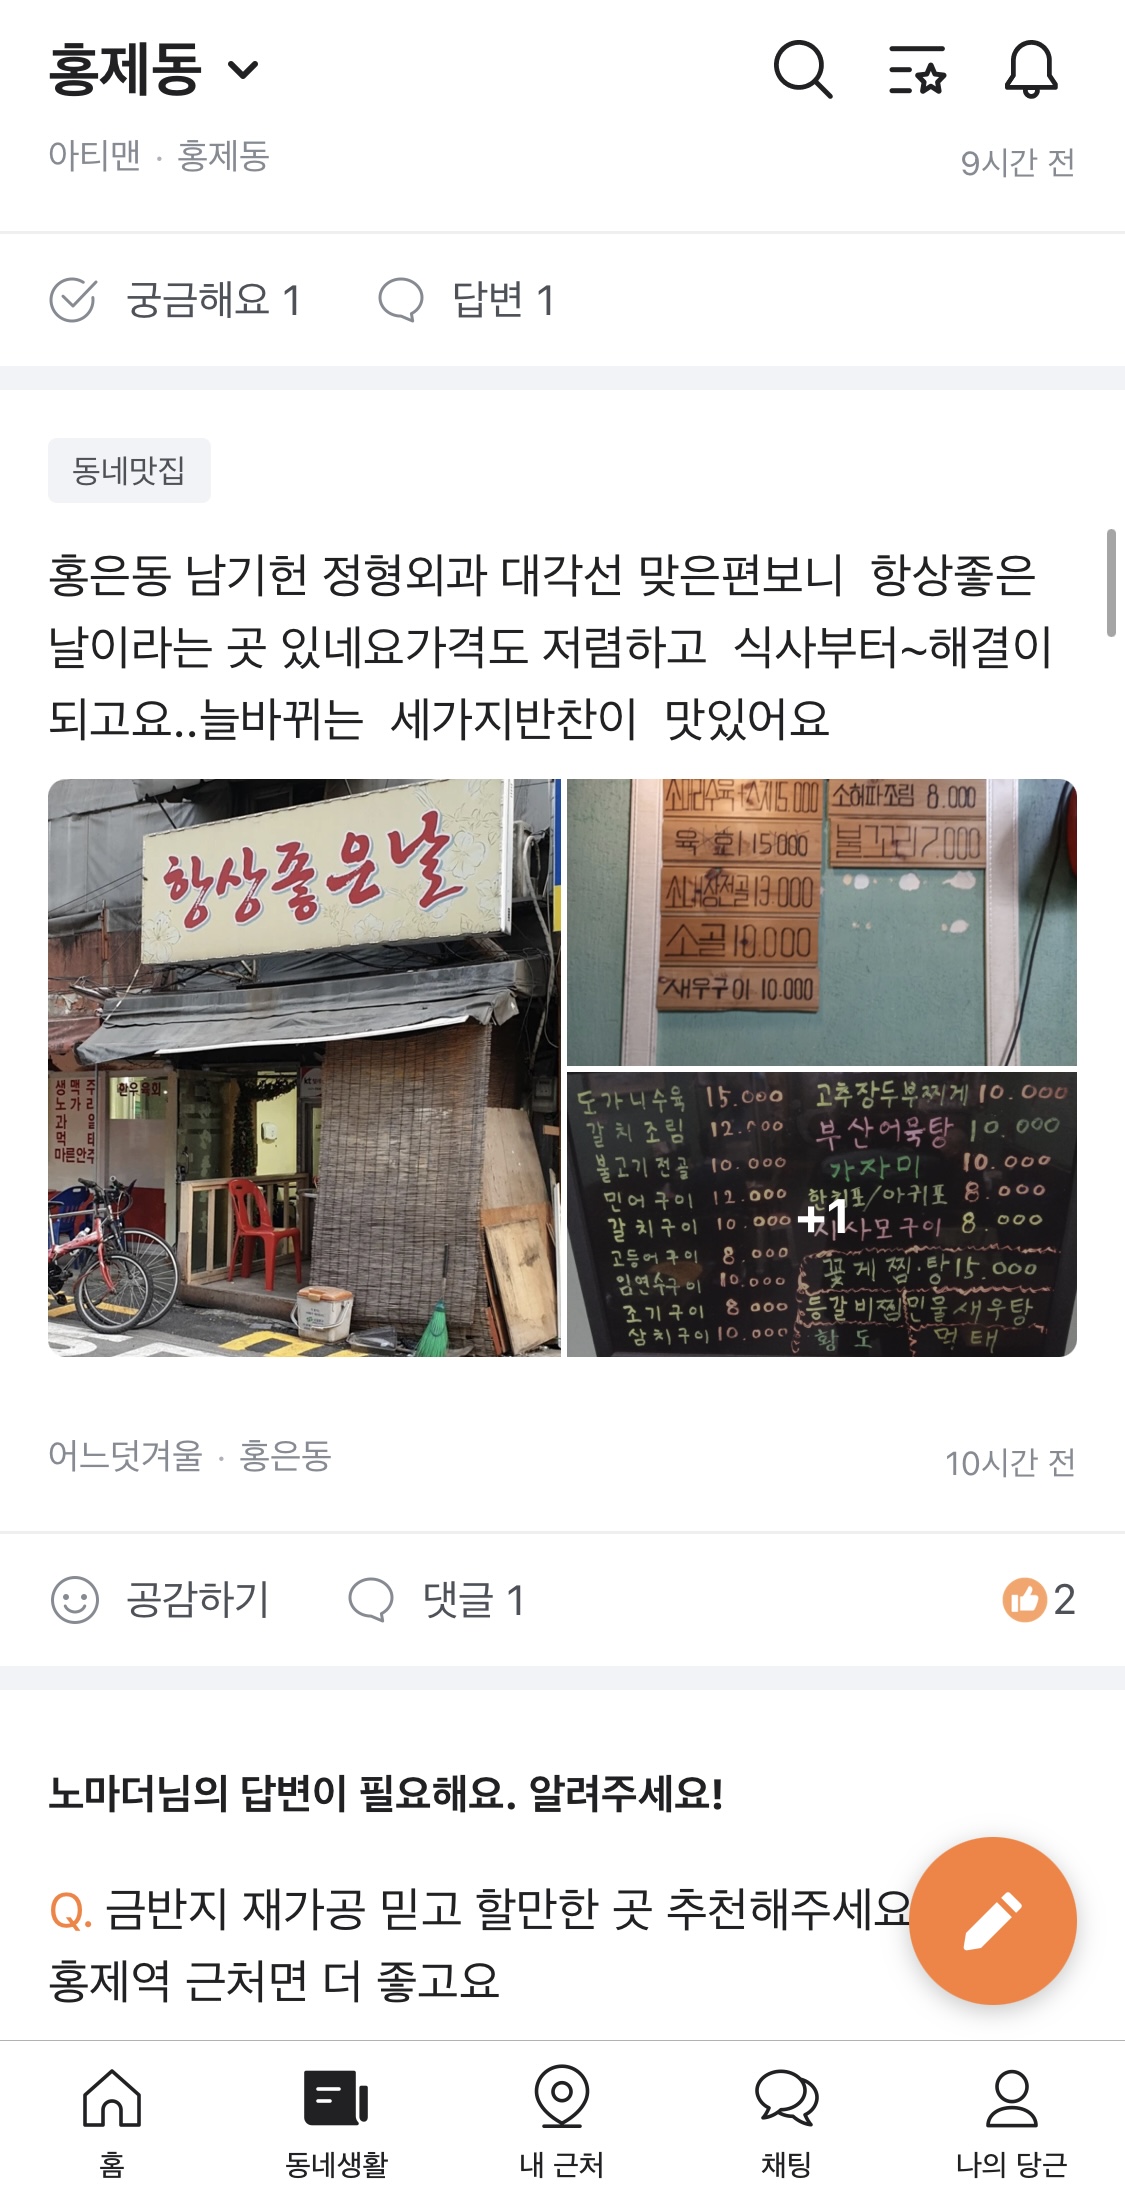 홍제동
아티맨 · 홍제동
9시간 전
궁금해요 1
답변 1
동네맛집
홍은동 남기헌 정형외과 대각선 맞은편보니 항상좋은
날이라는 곳 있네요가격도 저렴하고 식사부터~해결이
되고요..늘바뀌는 세가지반찬이 맛있어요
항상좋은날
생맥주
노가리
과일
먹태
마른안주
한우육회
kt
15.000
소허파조림 8.000
육회 15000
불꼬리 7.000
소내장전골 13.000
소골 10.000
새우구이 10.000
도가니수육 15.000
갈치조림 12.000
불고기전골 10.000
민어구이 12.000
갈치구이 10.000
고등어구이 8.000
임연수구이 10.000
조기구이 8000
삼치구이 10.000
고추장두부찌게 10.000
부산어묵탕 10.000
가자미 10.000
한치포/아귀포 8.000
시사모구이 8.000
꽃게찜·탕 15.000
등갈비찜 민물새우탕
황도 먹태
+1
어느덧겨울 · 홍은동
10시간 전
공감하기
댓글 1
2
노마더님의 답변이 필요해요. 알려주세요!
Q. 금반지 재가공 믿고 할만한 곳 추천해주세요
홍제역 근처면 더 좋고요
홈
동네생활
내 근처
채팅
나의 당근